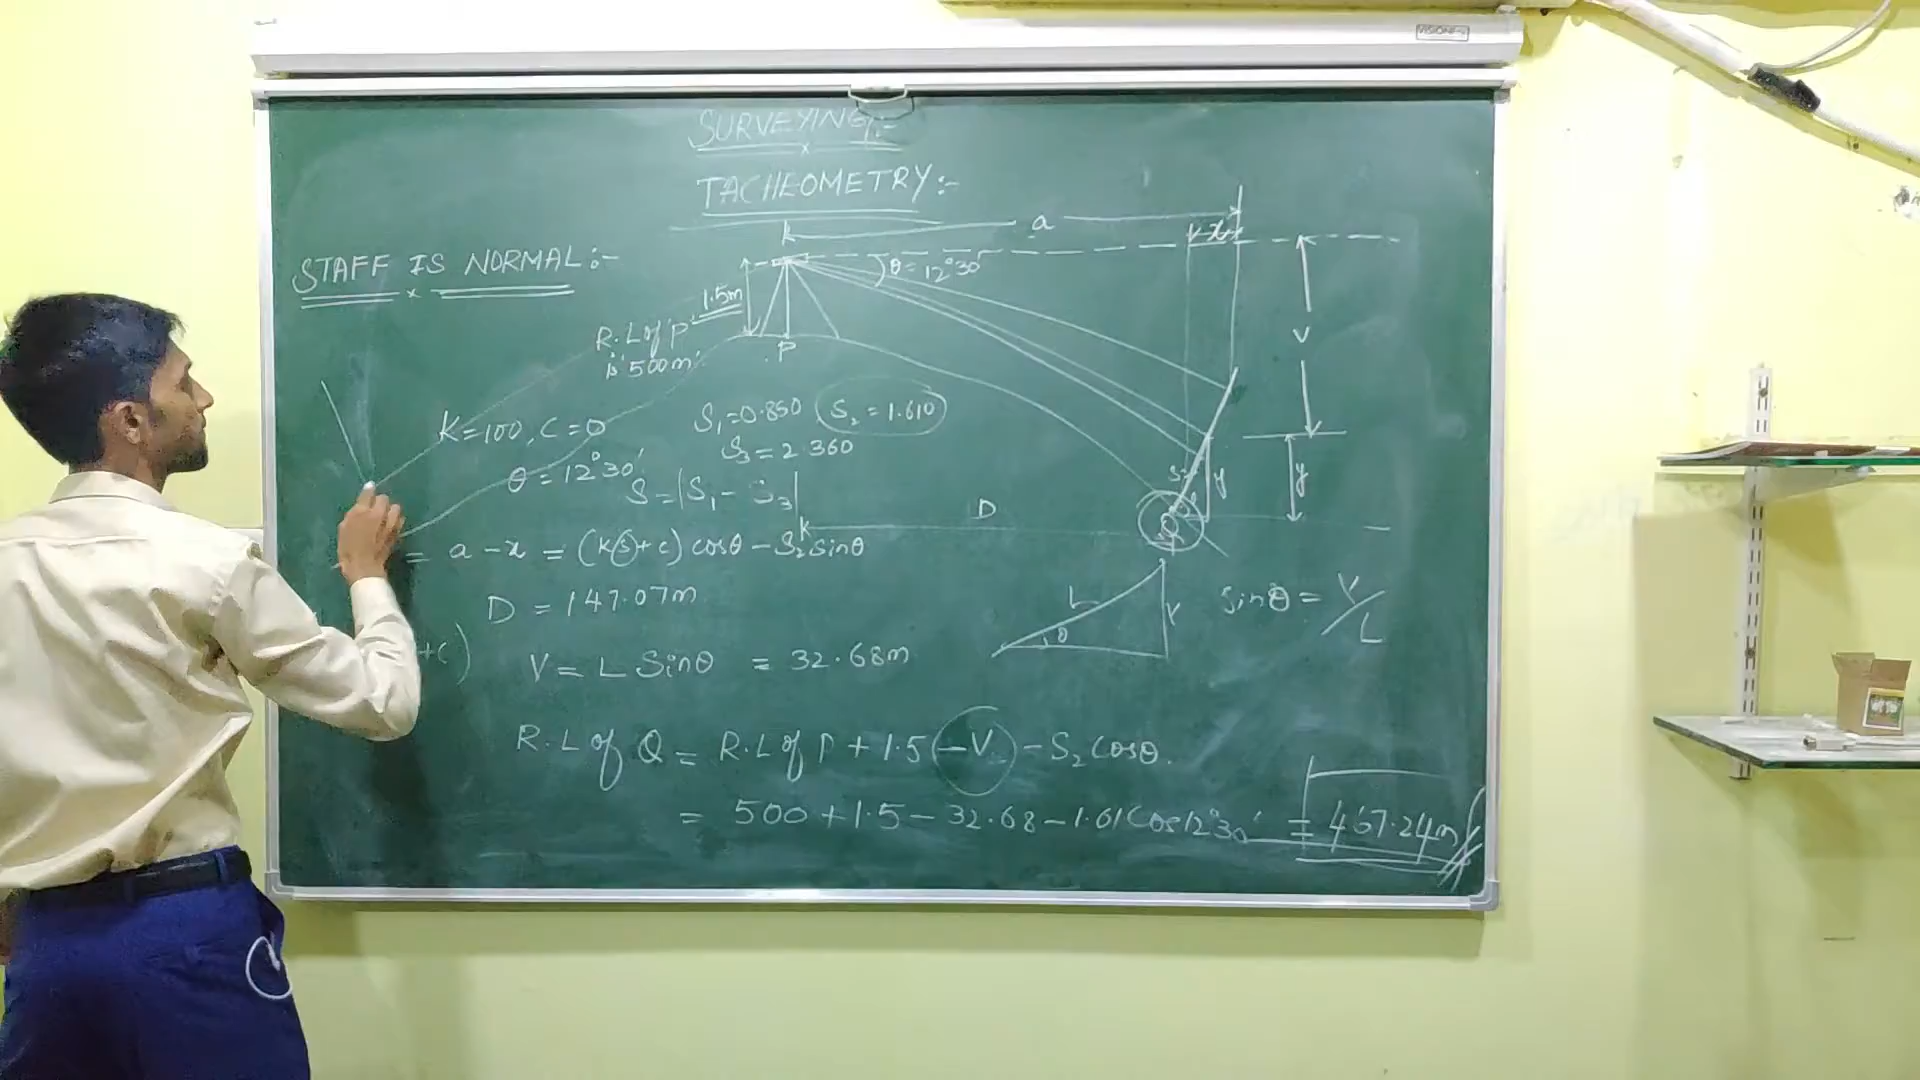 VISION
SURVEYING:-
TACHEOMETRY:-
STAFF IS NORMAL:-
a
x
θ = 12°30'
1.5m
R.L of 'P'
is 500m
P
V
K=100, C=0
S₁=0.850 S₂ = 1.610
S₃ = 2.360
θ = 12°30'
S = |S₁ - S₃|
y
y
D
Q
= a - x = (KS + C) cosθ - S₂ sinθ
D = 147.07m
L
θ
V
sinθ = V/L
+C)
V = L Sinθ = 32.68m
R.L of Q = R.L of P + 1.5 - V - S₂ cosθ.
= 500 + 1.5 - 32.68 - 1.61 Cos12°30' = 467.24m